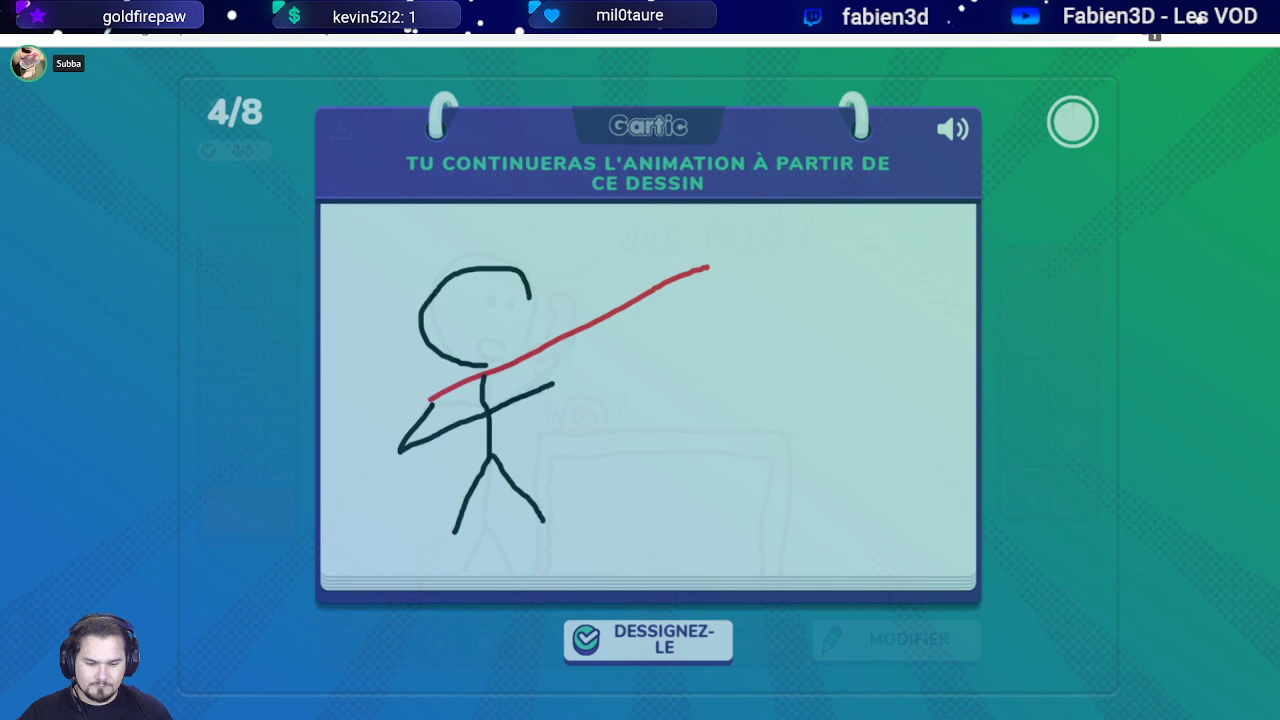 goldfirepaw
kevin52i2: 1
mil0taure
fabien3d
Fabien3D - Les VOD
Subba
4/8
Gartic
TU CONTINUERAS L'ANIMATION À PARTIR DE
CE DESSIN
DESSIGNEZ-
LE
MODIFIER